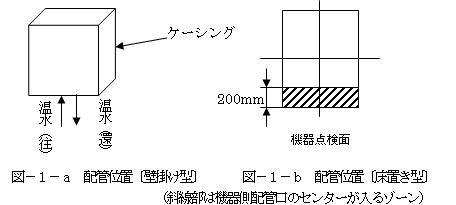 ケーシング
温水（往）
温水（還）
200mm
機器点検面
図－１－ａ 配管位置〔壁掛け型〕
図－１－ｂ 配管位置〔床置き型〕
（斜線部は機器側配管口のセンターが入るゾーン）